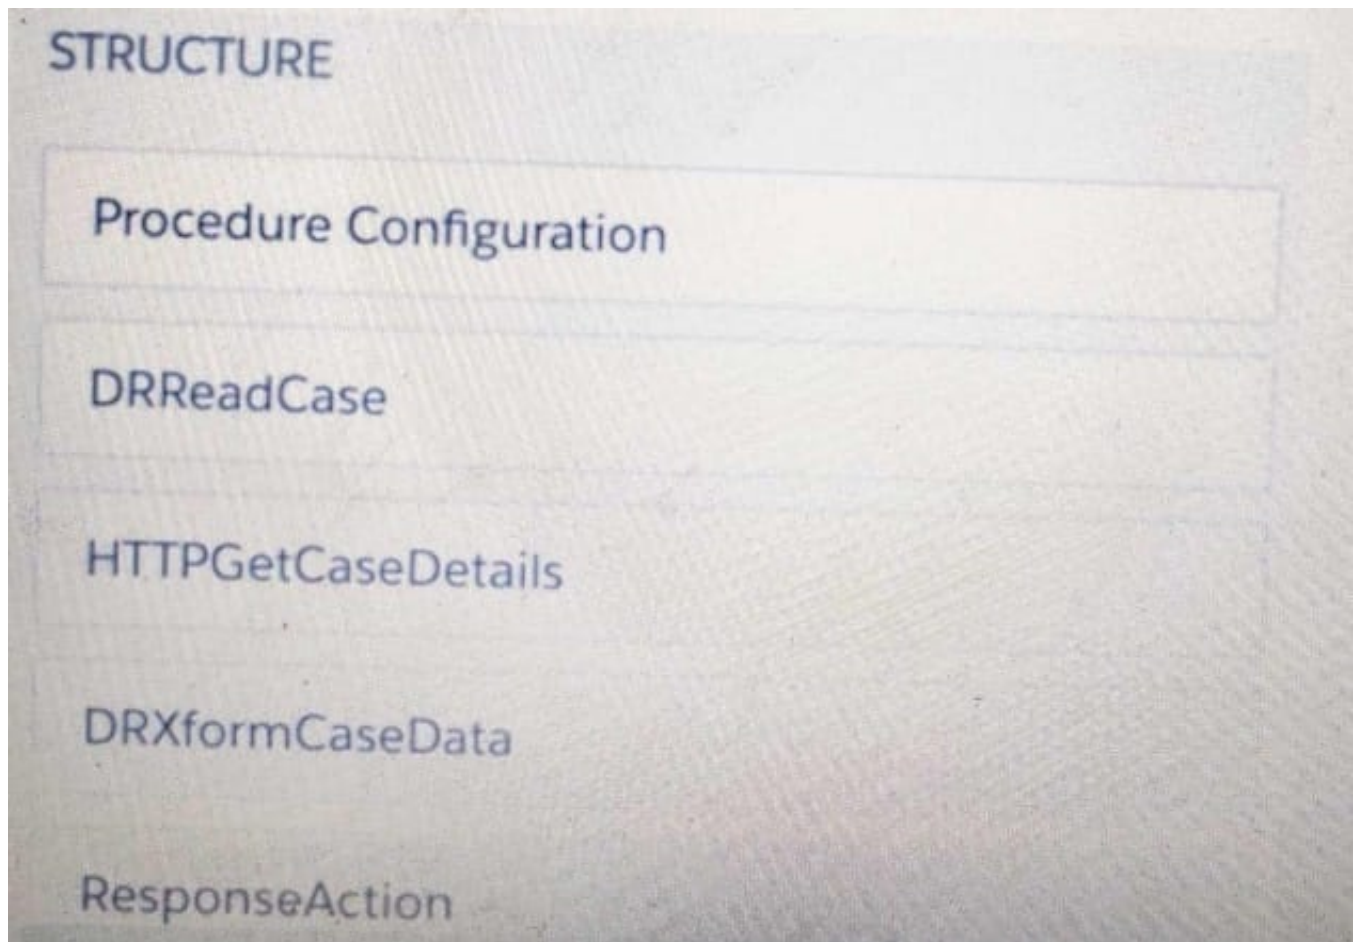 STRUCTURE
Procedure Configuration
DRReadCase
HTTPGetCaseDetails
DRXformCaseData
ResponseAction